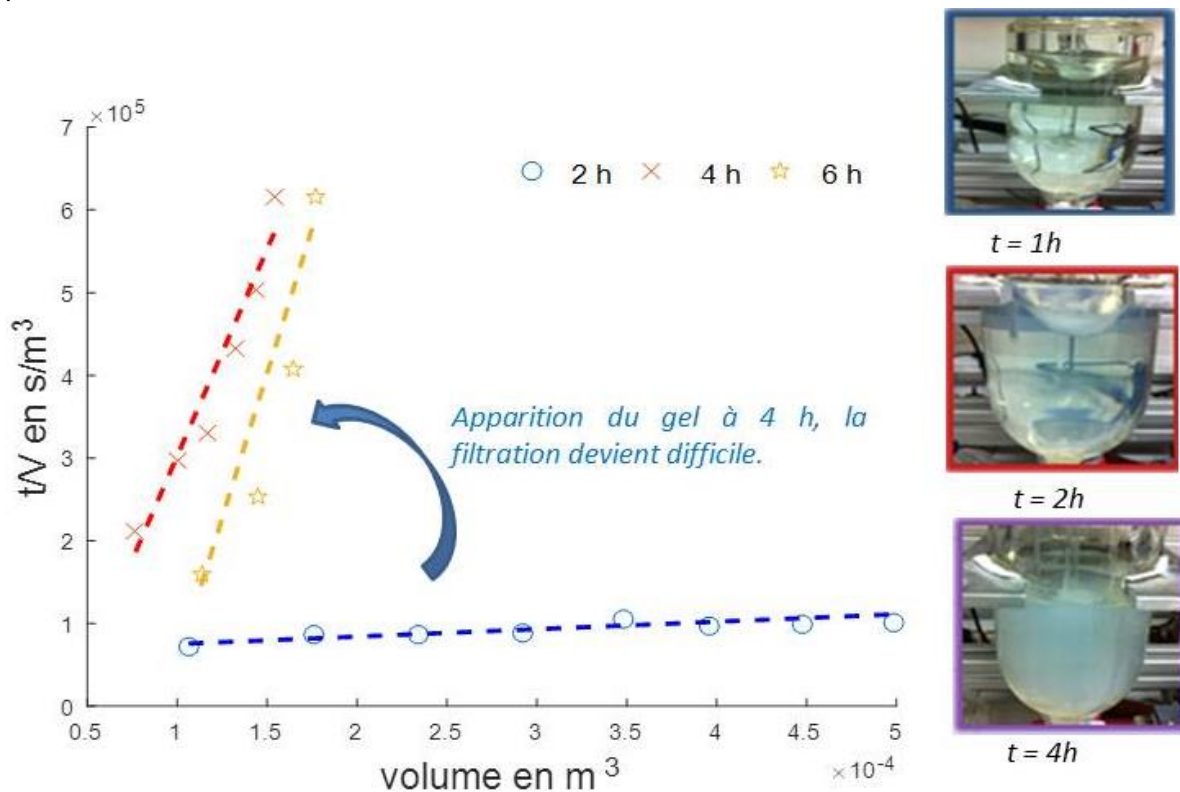 × 10⁵
7
6
5
4
3
2
1
0
t/V en s/m³
2 h 4 h 6 h
Apparition du gel à 4 h, la
filtration devient difficile.
0.5 1 1.5 2 2.5 3 3.5 4 4.5 5
× 10⁻⁴
volume en m³
t = 1h
t = 2h
t = 4h